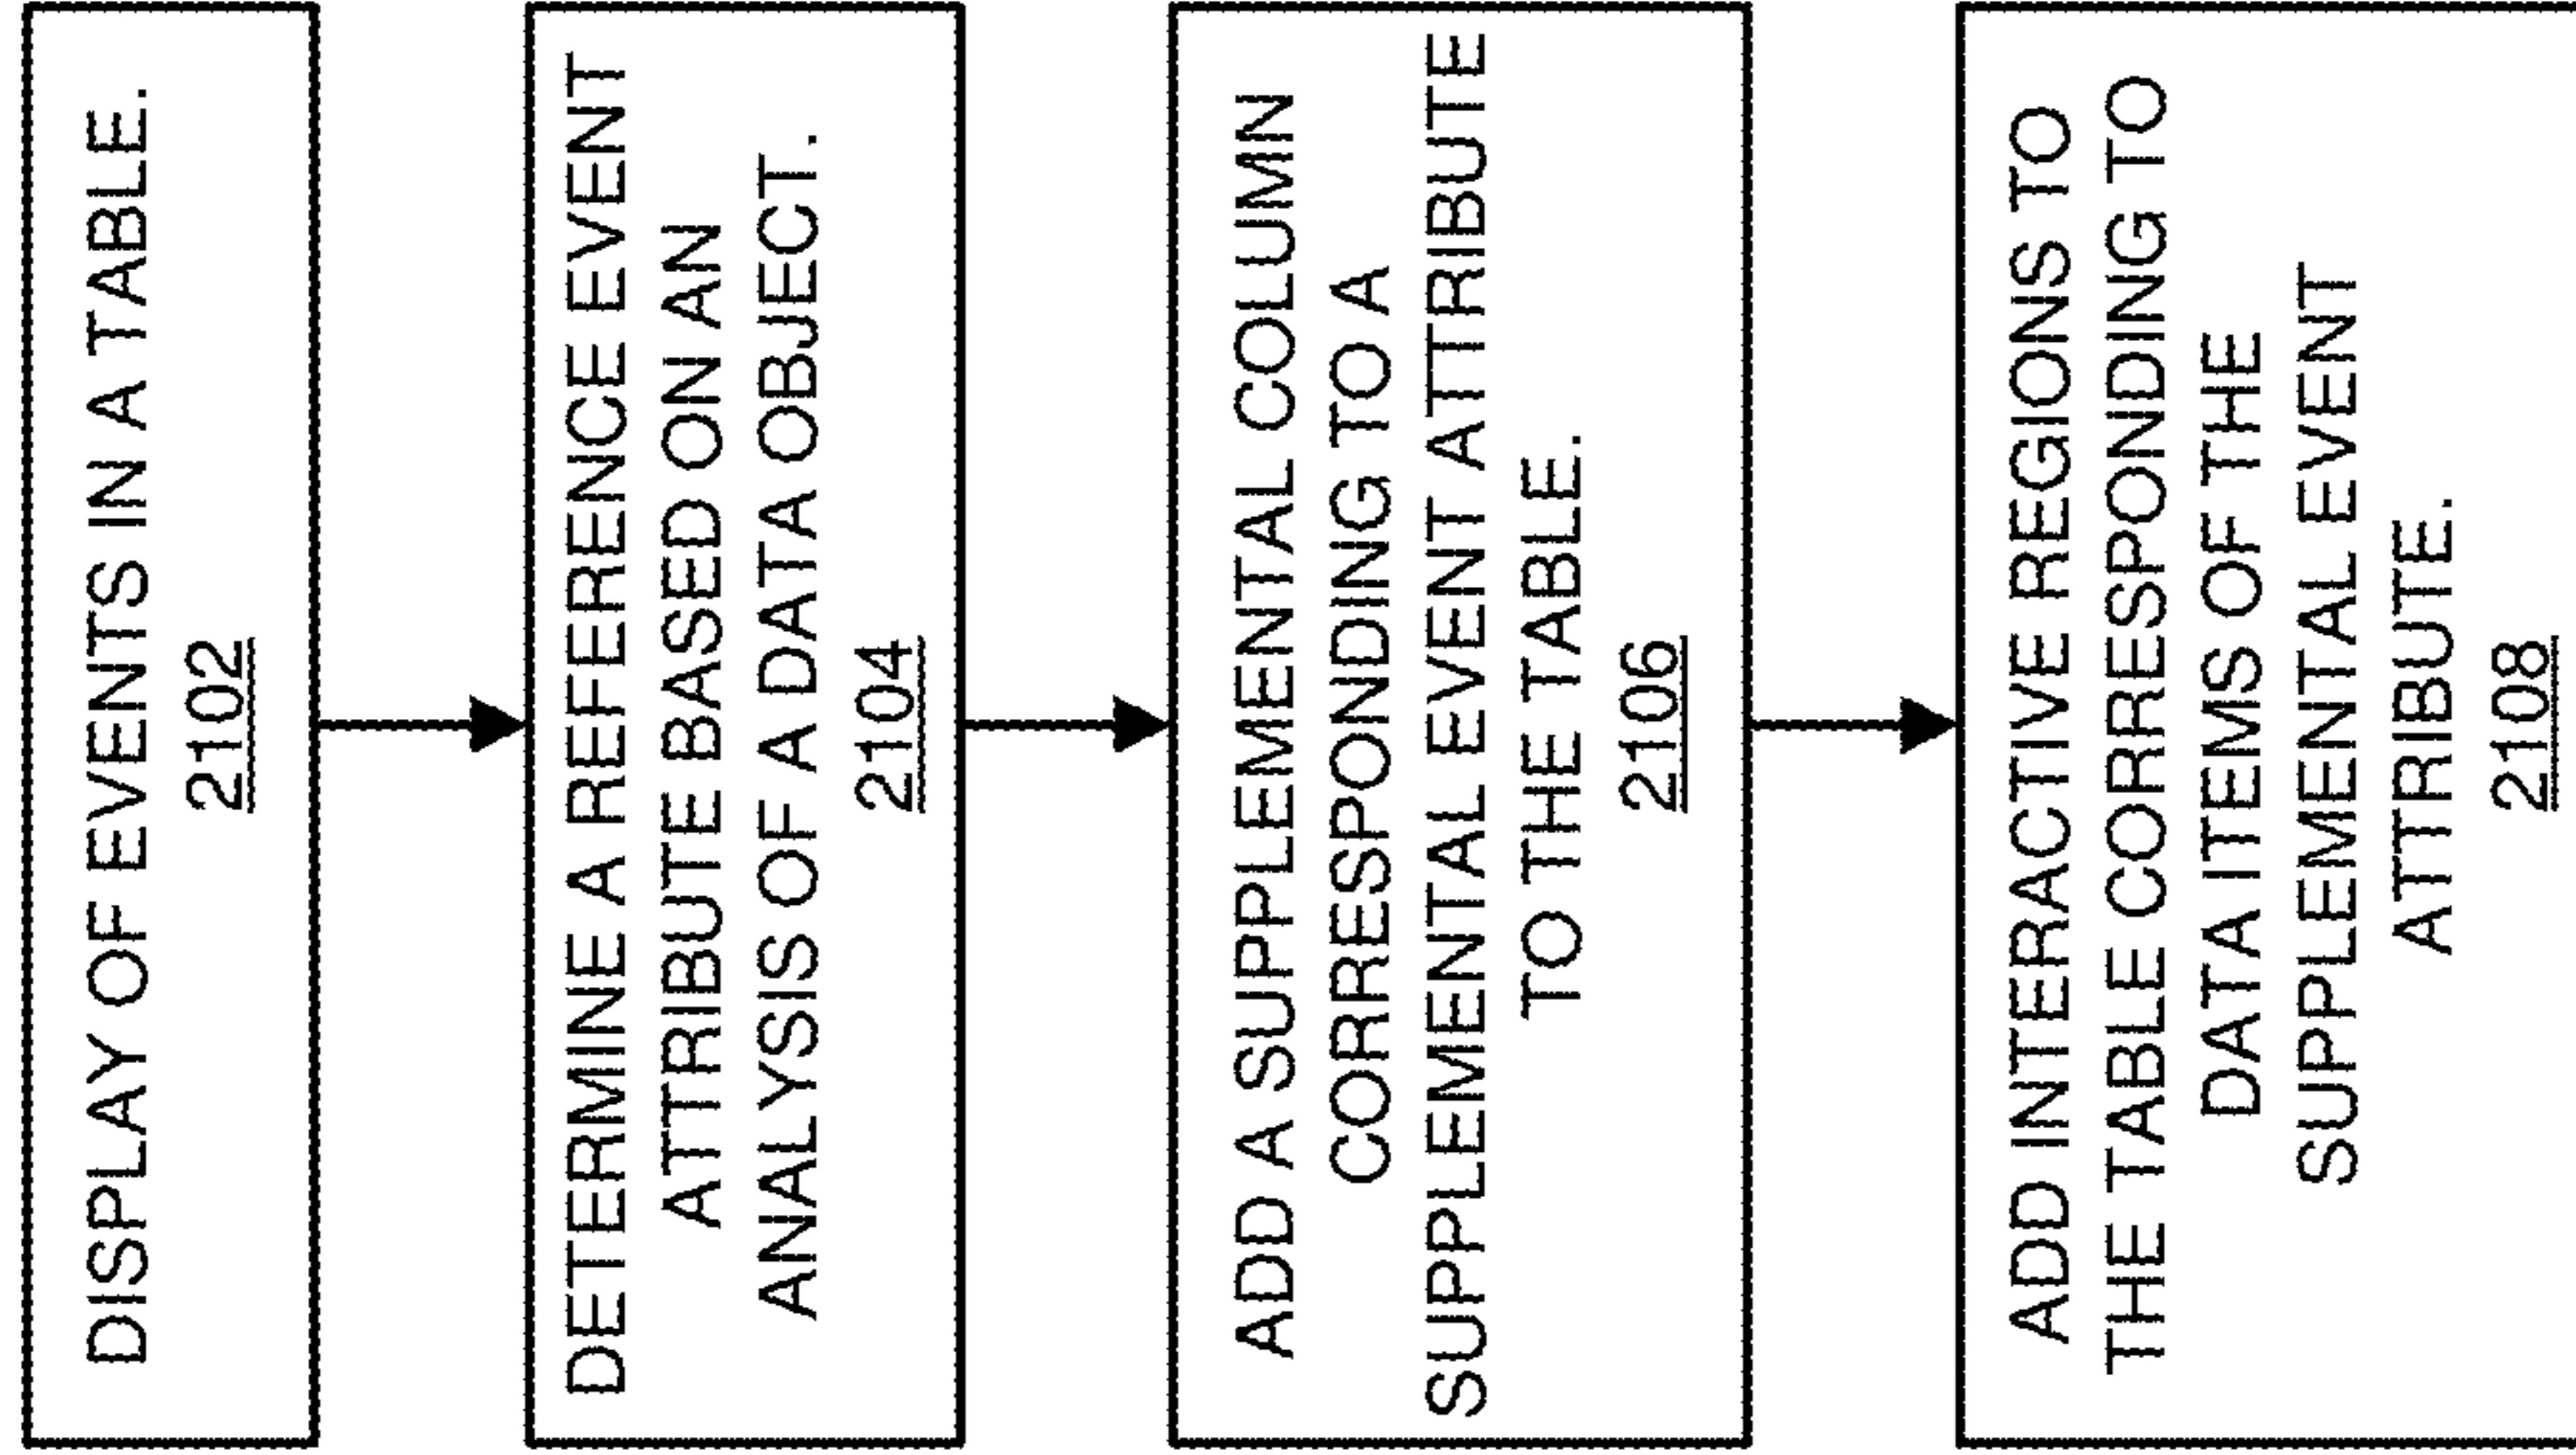 DISPLAY OF EVENTS IN A TABLE.
2102
DETERMINE A REFERENCE EVENT
ATTRIBUTE BASED ON AN
ANALYSIS OF A DATA OBJECT.
2104
ADD A SUPPLEMENTAL COLUMN
CORRESPONDING TO A
SUPPLEMENTAL EVENT ATTRIBUTE
TO THE TABLE.
2106
ADD INTERACTIVE REGIONS TO
THE TABLE CORRESPONDING TO
DATA ITEMS OF THE
SUPPLEMENTAL EVENT
ATTRIBUTE.
2108